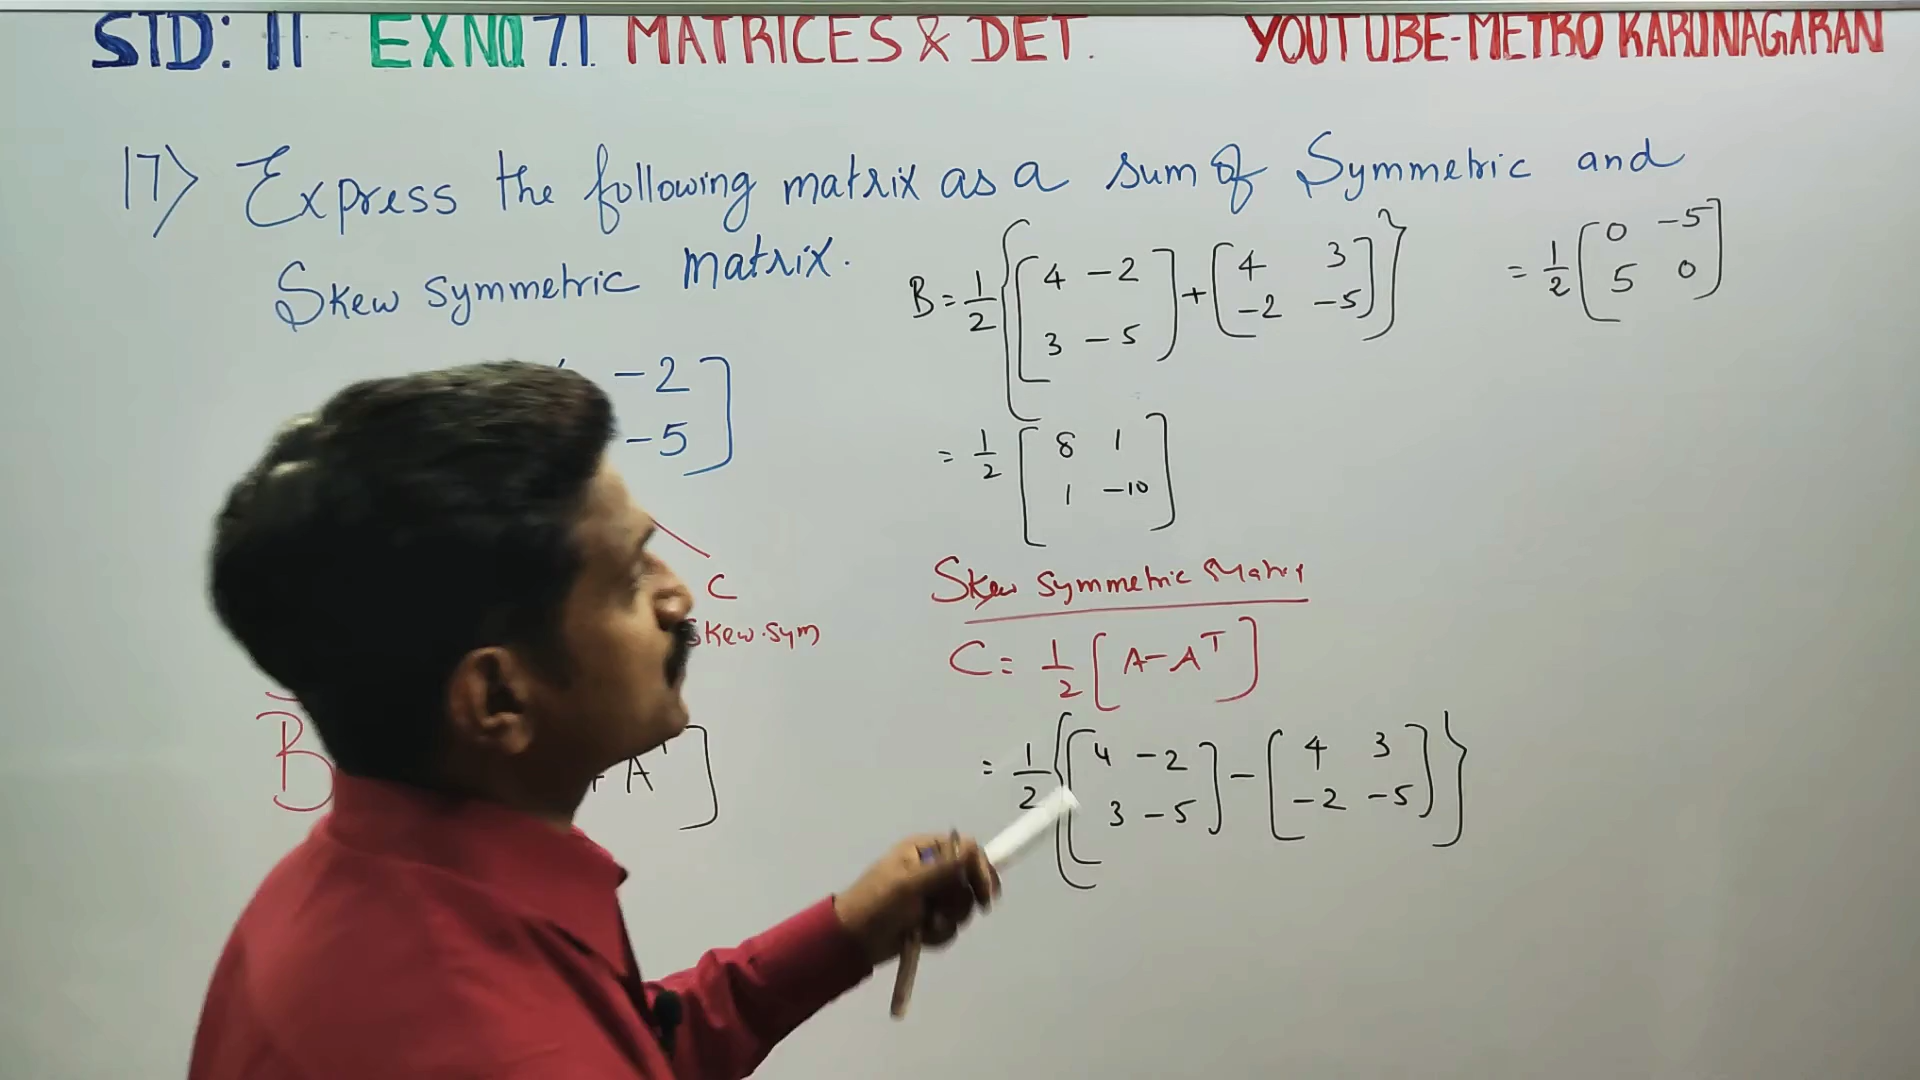 STD: 11 EX NO 7.1 MATRICES & DET. YOUTUBE-METRO KARUNAGARAN
17) Express the following matrix as a sum of Symmetric and
Skew symmetric matrix.
-2 ]
-5
C
skew.sym
B
+ A ]
B = 1/2 { [ 4 -2
3 -5 ] + [ 4 3
-2 -5 ] }
= 1/2 [ 8 1
1 -10 ]
Skew symmetric Matrix
C = 1/2 [ A - A^T ]
= 1/2 { [ 4 -2
3 -5 ] - [ 4 3
-2 -5 ] }
= 1/2 [ 0 -5
5 0 ]